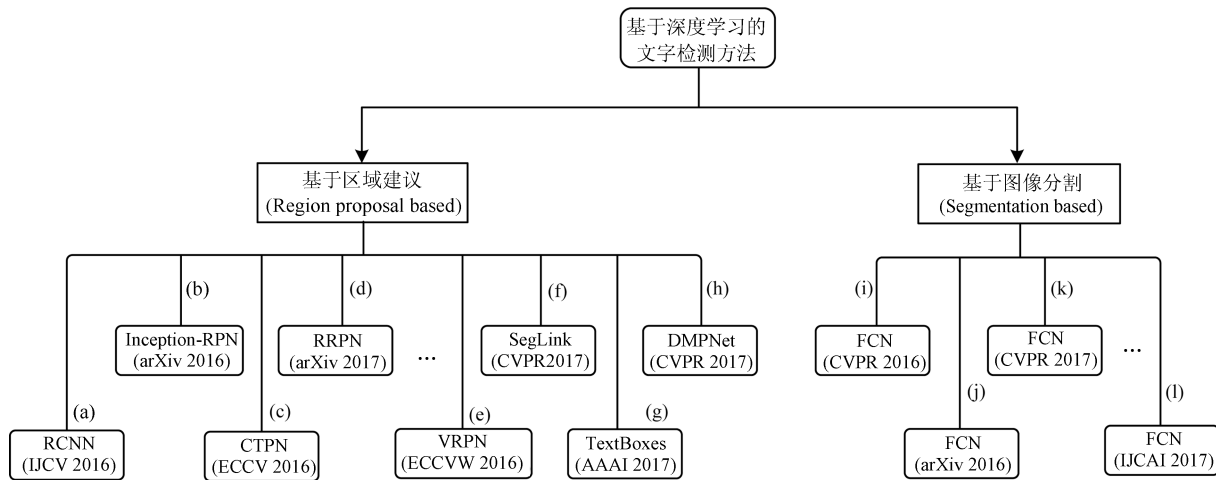 基于深度学习的
文字检测方法
基于区域建议
(Region proposal based)
基于图像分割
(Segmentation based)
(a)
RCNN
(IJCV 2016)
(b)
Inception-RPN
(arXiv 2016)
(c)
CTPN
(ECCV 2016)
(d)
RRPN
(arXiv 2017)
...
(e)
VRPN
(ECCVW 2016)
(f)
SegLink
(CVPR2017)
(g)
TextBoxes
(AAAI 2017)
(h)
DMPNet
(CVPR 2017)
(i)
FCN
(CVPR 2016)
(j)
FCN
(arXiv 2016)
(k)
FCN
(CVPR 2017)
...
(l)
FCN
(IJCAI 2017)